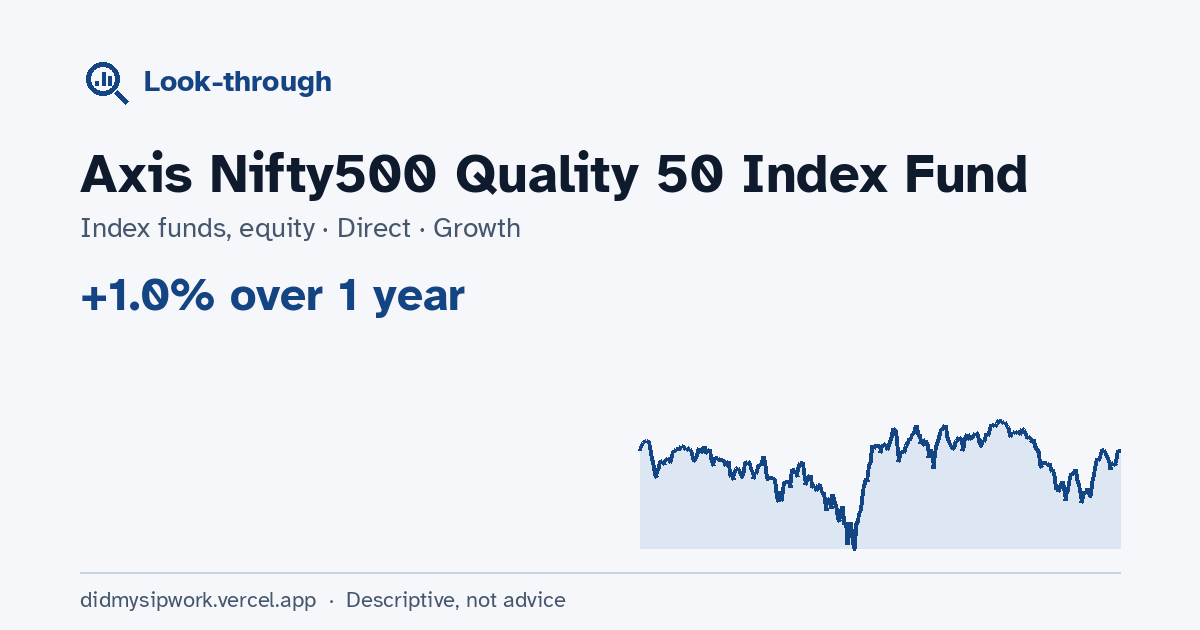 Look-through
Axis Nifty500 Quality 50 Index Fund
Index funds, equity · Direct · Growth
+1.0% over 1 year
didmysipwork.vercel.app · Descriptive, not advice